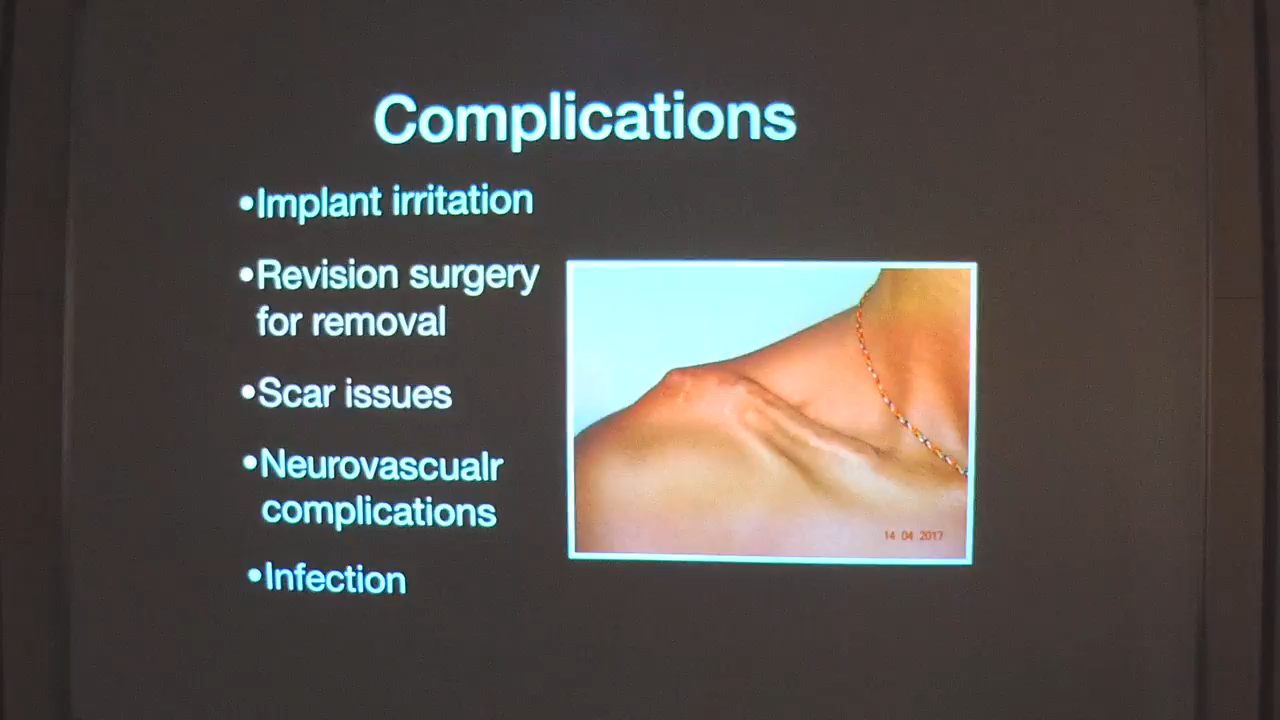 Complications
•Implant irritation
•Revision surgery
for removal
•Scar issues
•Neurovascualr
complications
•Infection
14 04 2017